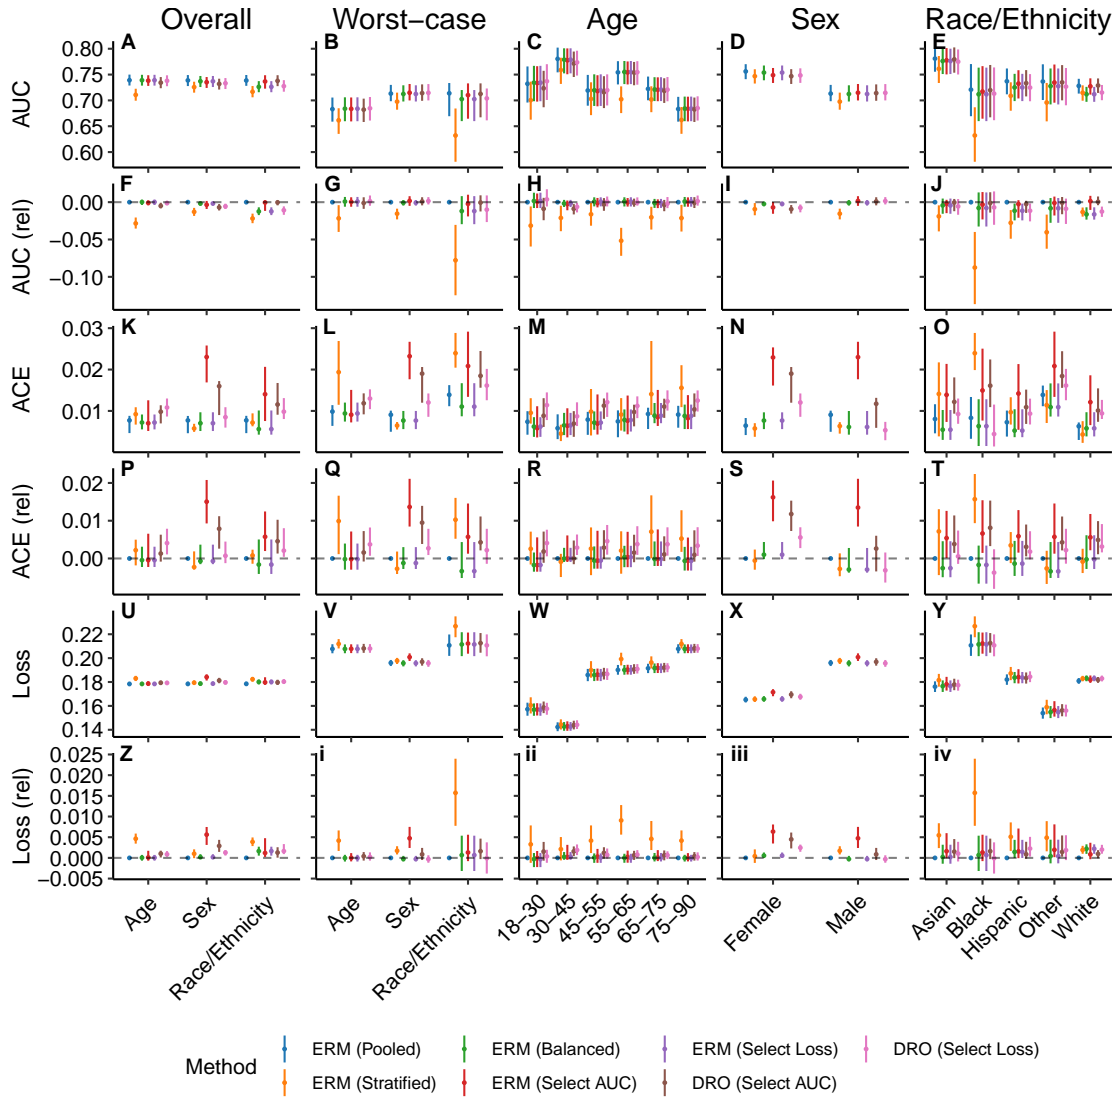 Overall Worst−case Age Sex Race/Ethnicity
A B C D E
AUC
0.80
0.75
0.70
0.65
0.60
F G H I J
AUC (rel)
0.00
−0.05
−0.10
K L M N O
ACE
0.03
0.02
0.01
P Q R S T
ACE (rel)
0.02
0.01
0.00
U V W X Y
Loss
0.22
0.20
0.18
0.16
0.14
Z i ii iii iv
Loss (rel)
0.025
0.020
0.015
0.010
0.005
0.000
−0.005
Age Sex Race/Ethnicity Age Sex Race/Ethnicity 18−30 30−45 45−55 55−65 65−75 75−90 Female Male Asian Black Hispanic Other White
Method
ERM (Pooled) ERM (Balanced) ERM (Select Loss) DRO (Select Loss)
ERM (Stratified) ERM (Select AUC) DRO (Select AUC)